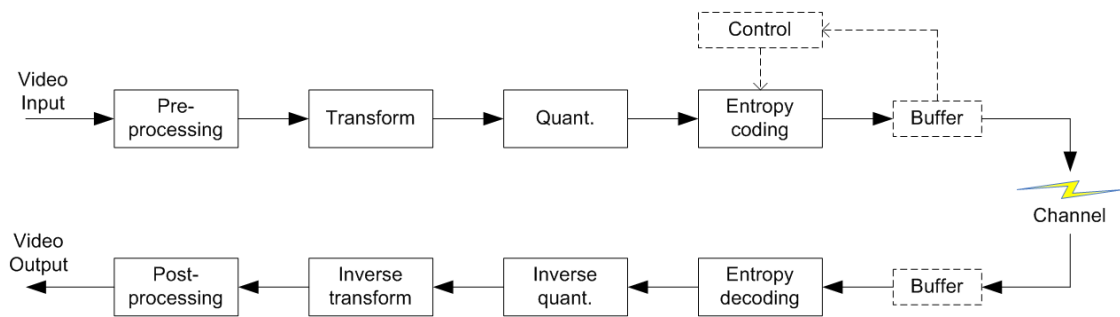 Control
Video
Input
Pre-
processing
Transform
Quant.
Entropy
coding
Buffer
Channel
Video
Output
Post-
processing
Inverse
transform
Inverse
quant.
Entropy
decoding
Buffer